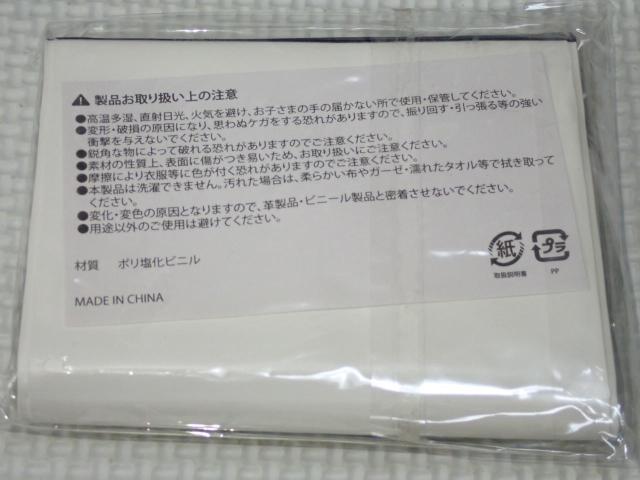 ⚠製品お取り扱い上の注意
●高温多湿、直射日光、火気を避け、お子さまの手の届かない所で使用・保管してください。
●変形・破損の原因になり、思わぬケガをする恐れがありますので、振り回す・引っ張る等の強い
衝撃を与えないでください。
●鋭角な物によって破れる恐れがありますのでご注意ください。
●素材の性質上、表面に傷がつき易いため、お取り扱いにご注意ください。
●摩擦により衣服等に色が付く恐れがありますのでご注意ください。
●本製品は洗濯できません。汚れた場合は、柔らかい布やガーゼ・濡れたタオル等で拭き取って
ください。
●変化・変色の原因となりますので、革製品・ビニール製品と密着させないでください。
●用途以外のご使用は避けてください。
材質 ポリ塩化ビニル
紙 プラ
取扱説明書 PP
MADE IN CHINA